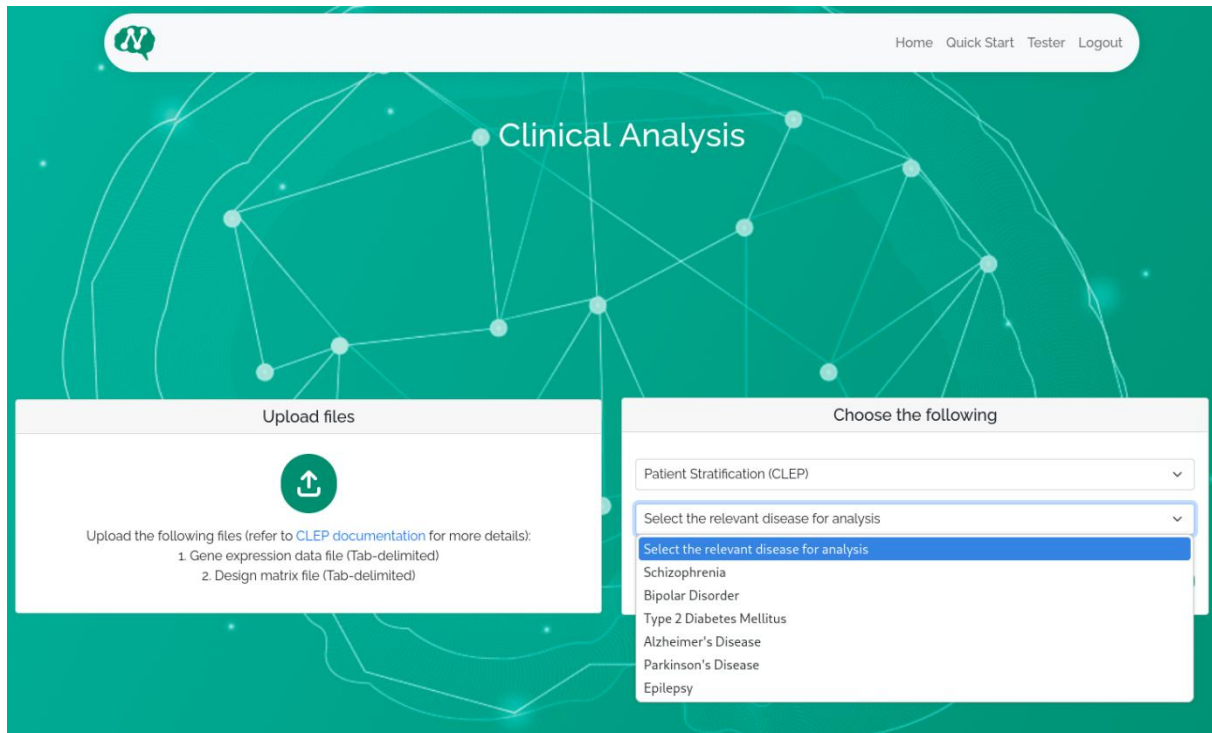 Home Quick Start Tester Logout
Clinical Analysis
Upload files
Upload the following files (refer to CLEP documentation for more details):
1. Gene expression data file (Tab-delimited)
2. Design matrix file (Tab-delimited)
Choose the following
Patient Stratification (CLEP)
Select the relevant disease for analysis
Select the relevant disease for analysis
Schizophrenia
Bipolar Disorder
Type 2 Diabetes Mellitus
Alzheimer's Disease
Parkinson's Disease
Epilepsy